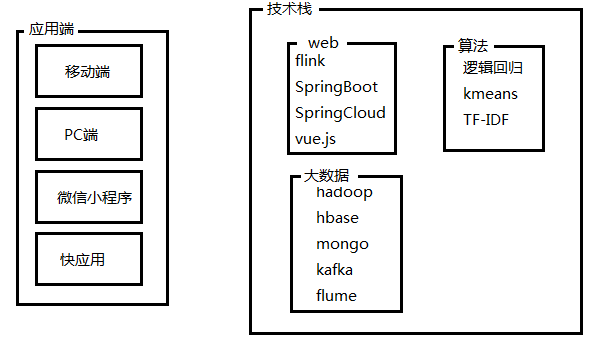 应用端
移动端
PC端
微信小程序
快应用
技术栈
web
flink
SpringBoot
SpringCloud
vue.js
算法
逻辑回归
kmeans
TF-IDF
大数据
hadoop
hbase
mongo
kafka
flume